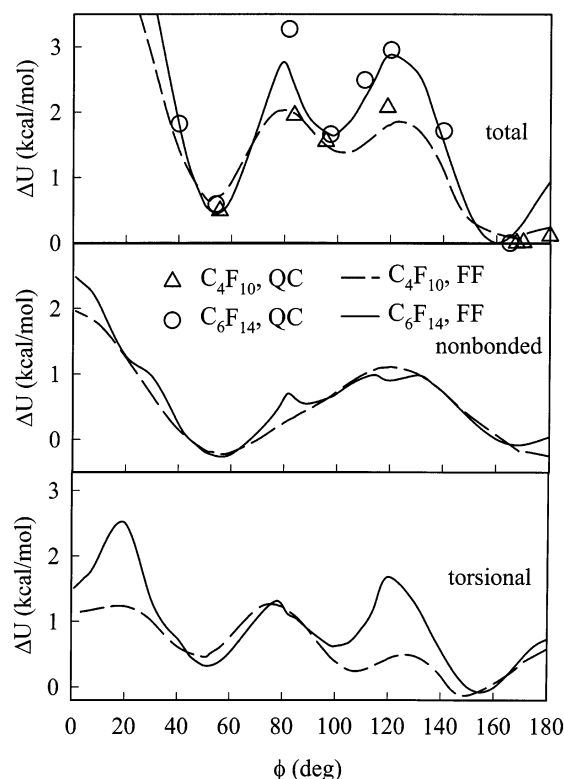 3
2
1
0
ΔU (kcal/mol)
total
C₄F₁₀, QC
C₄F₁₀, FF
C₆F₁₄, QC
C₆F₁₄, FF
nonbonded
2
1
0
ΔU (kcal/mol)
3
2
1
0
ΔU (kcal/mol)
torsional
0 20 40 60 80 100 120 140 160 180
ϕ (deg)